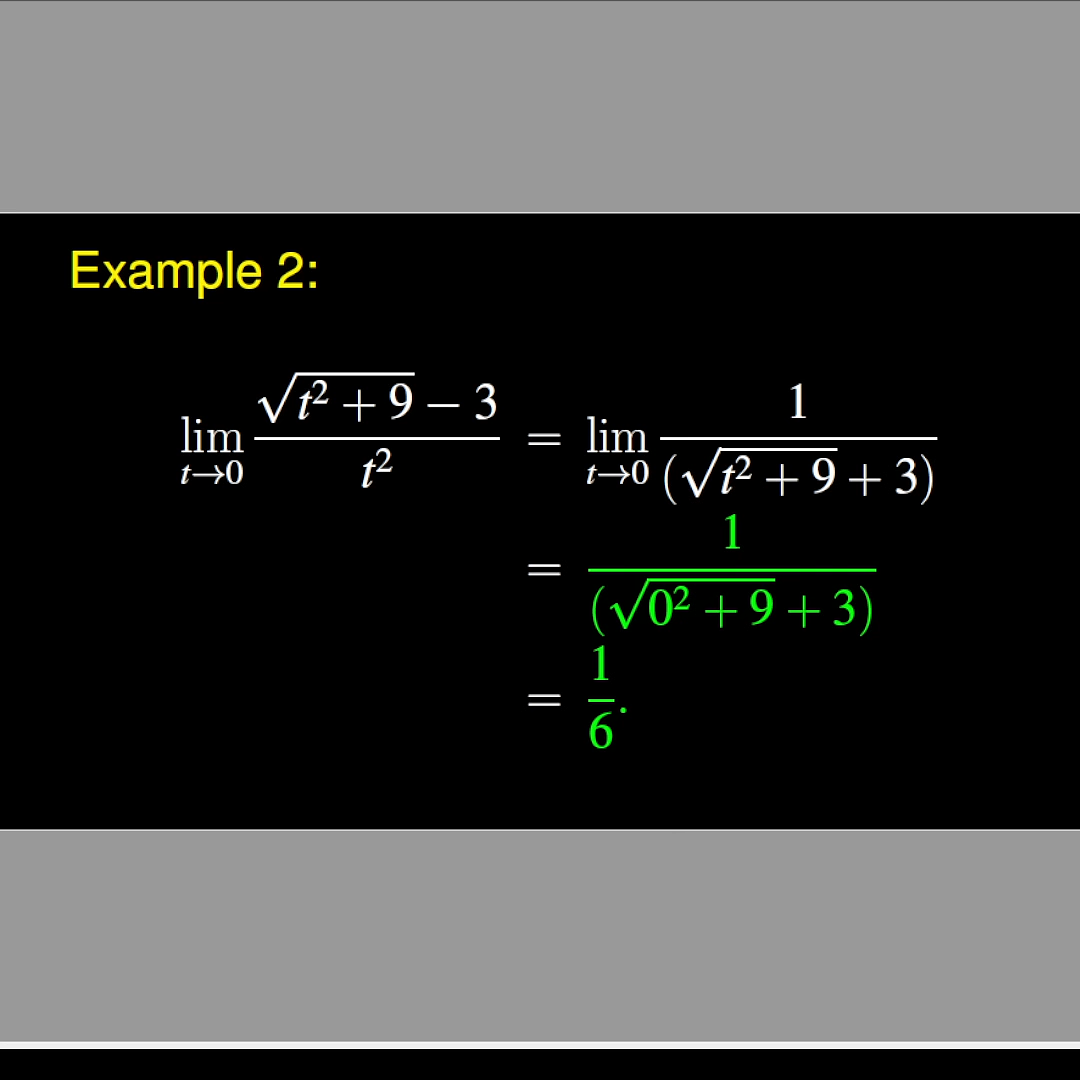 Example 2:
lim_{t→0} (√(t² + 9) − 3) / t² = lim_{t→0} 1 / (√(t² + 9) + 3)
= 1 / (√(0² + 9) + 3)
= 1/6.